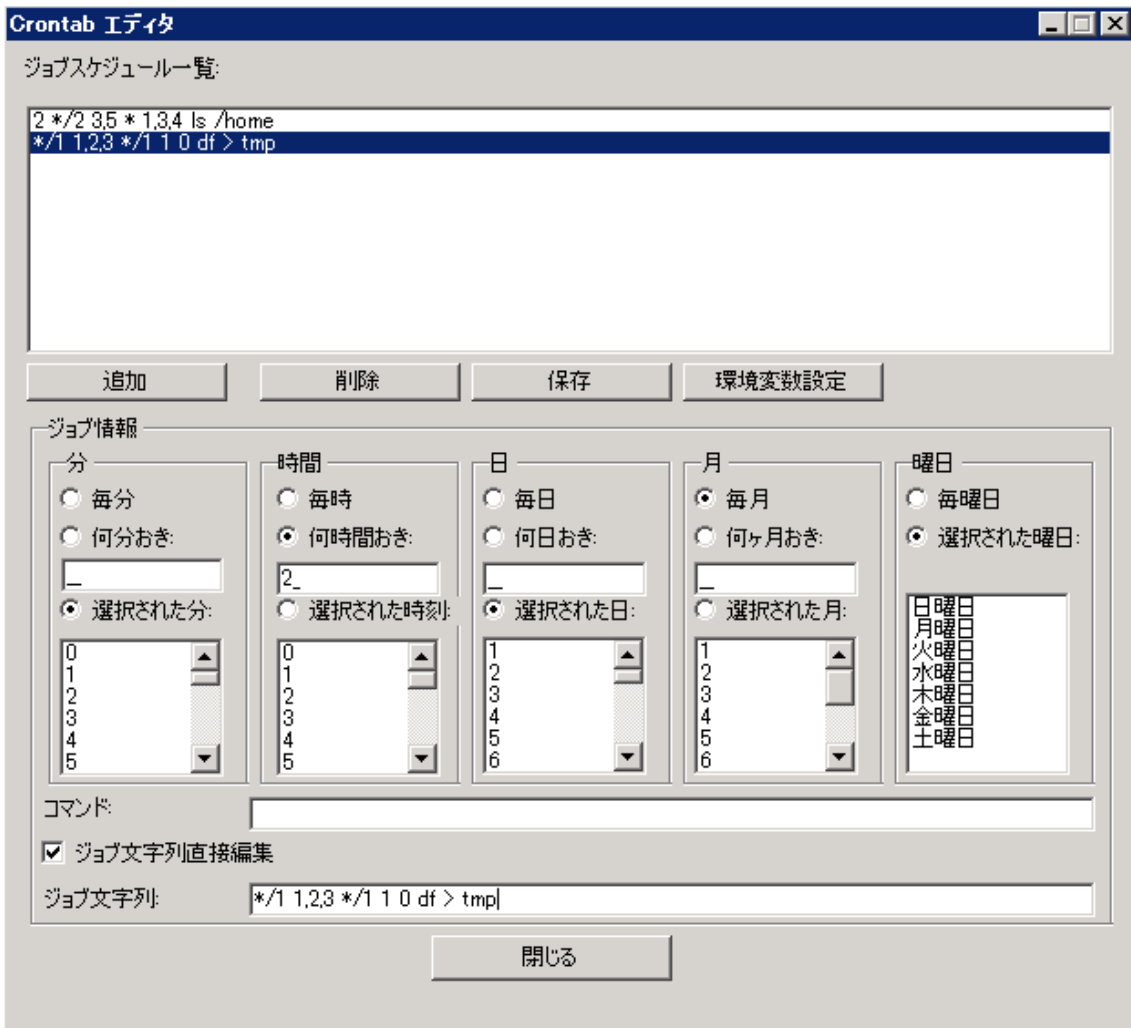 Crontab エディタ
ジョブスケジュール一覧:
2 */2 3,5 * 1,3,4 ls /home
*/1 1,2,3 */1 1 0 df > tmp
追加 削除 保存 環境変数設定
ジョブ情報
分 時間 日 月 曜日
毎分 毎時 毎日 毎月 毎曜日
何分おき: 何時間おき: 何日おき: 何ヶ月おき: 選択された曜日:
_ 2_ _ _
選択された分: 選択された時刻: 選択された日: 選択された月:
0 0 1 1 日曜日
1 1 2 2 月曜日
2 2 3 3 火曜日
3 3 4 4 水曜日
4 4 5 5 木曜日
5 5 6 6 金曜日
土曜日
コマンド:
ジョブ文字列直接編集
ジョブ文字列: */1 1,2,3 */1 1 0 df > tmp
閉じる